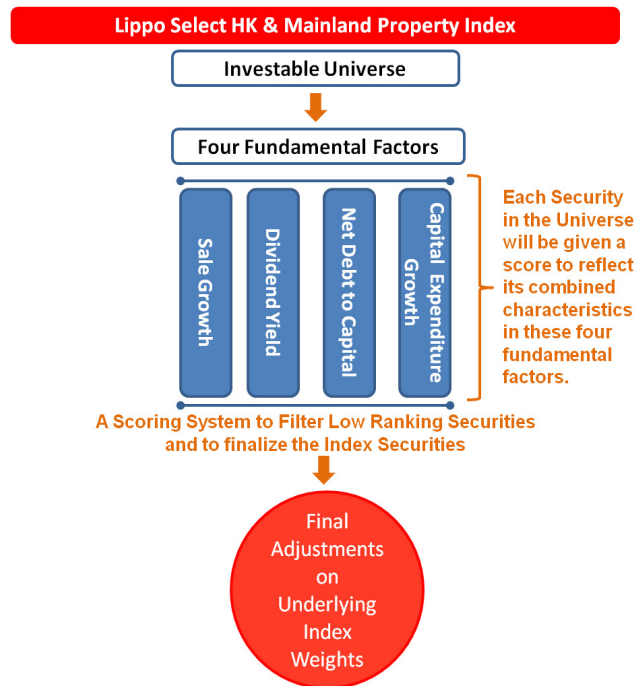 Lippo Select HK & Mainland Property Index
Investable Universe
Four Fundamental Factors
Sale Growth
Dividend Yield
Net Debt to Capital
Capital Expenditure
Growth
Each Security
in the Universe
will be given a
score to reflect
its combined
characteristics
in these four
fundamental
factors.
A Scoring System to Filter Low Ranking Securities
and to finalize the Index Securities
Final
Adjustments
on
Underlying
Index
Weights